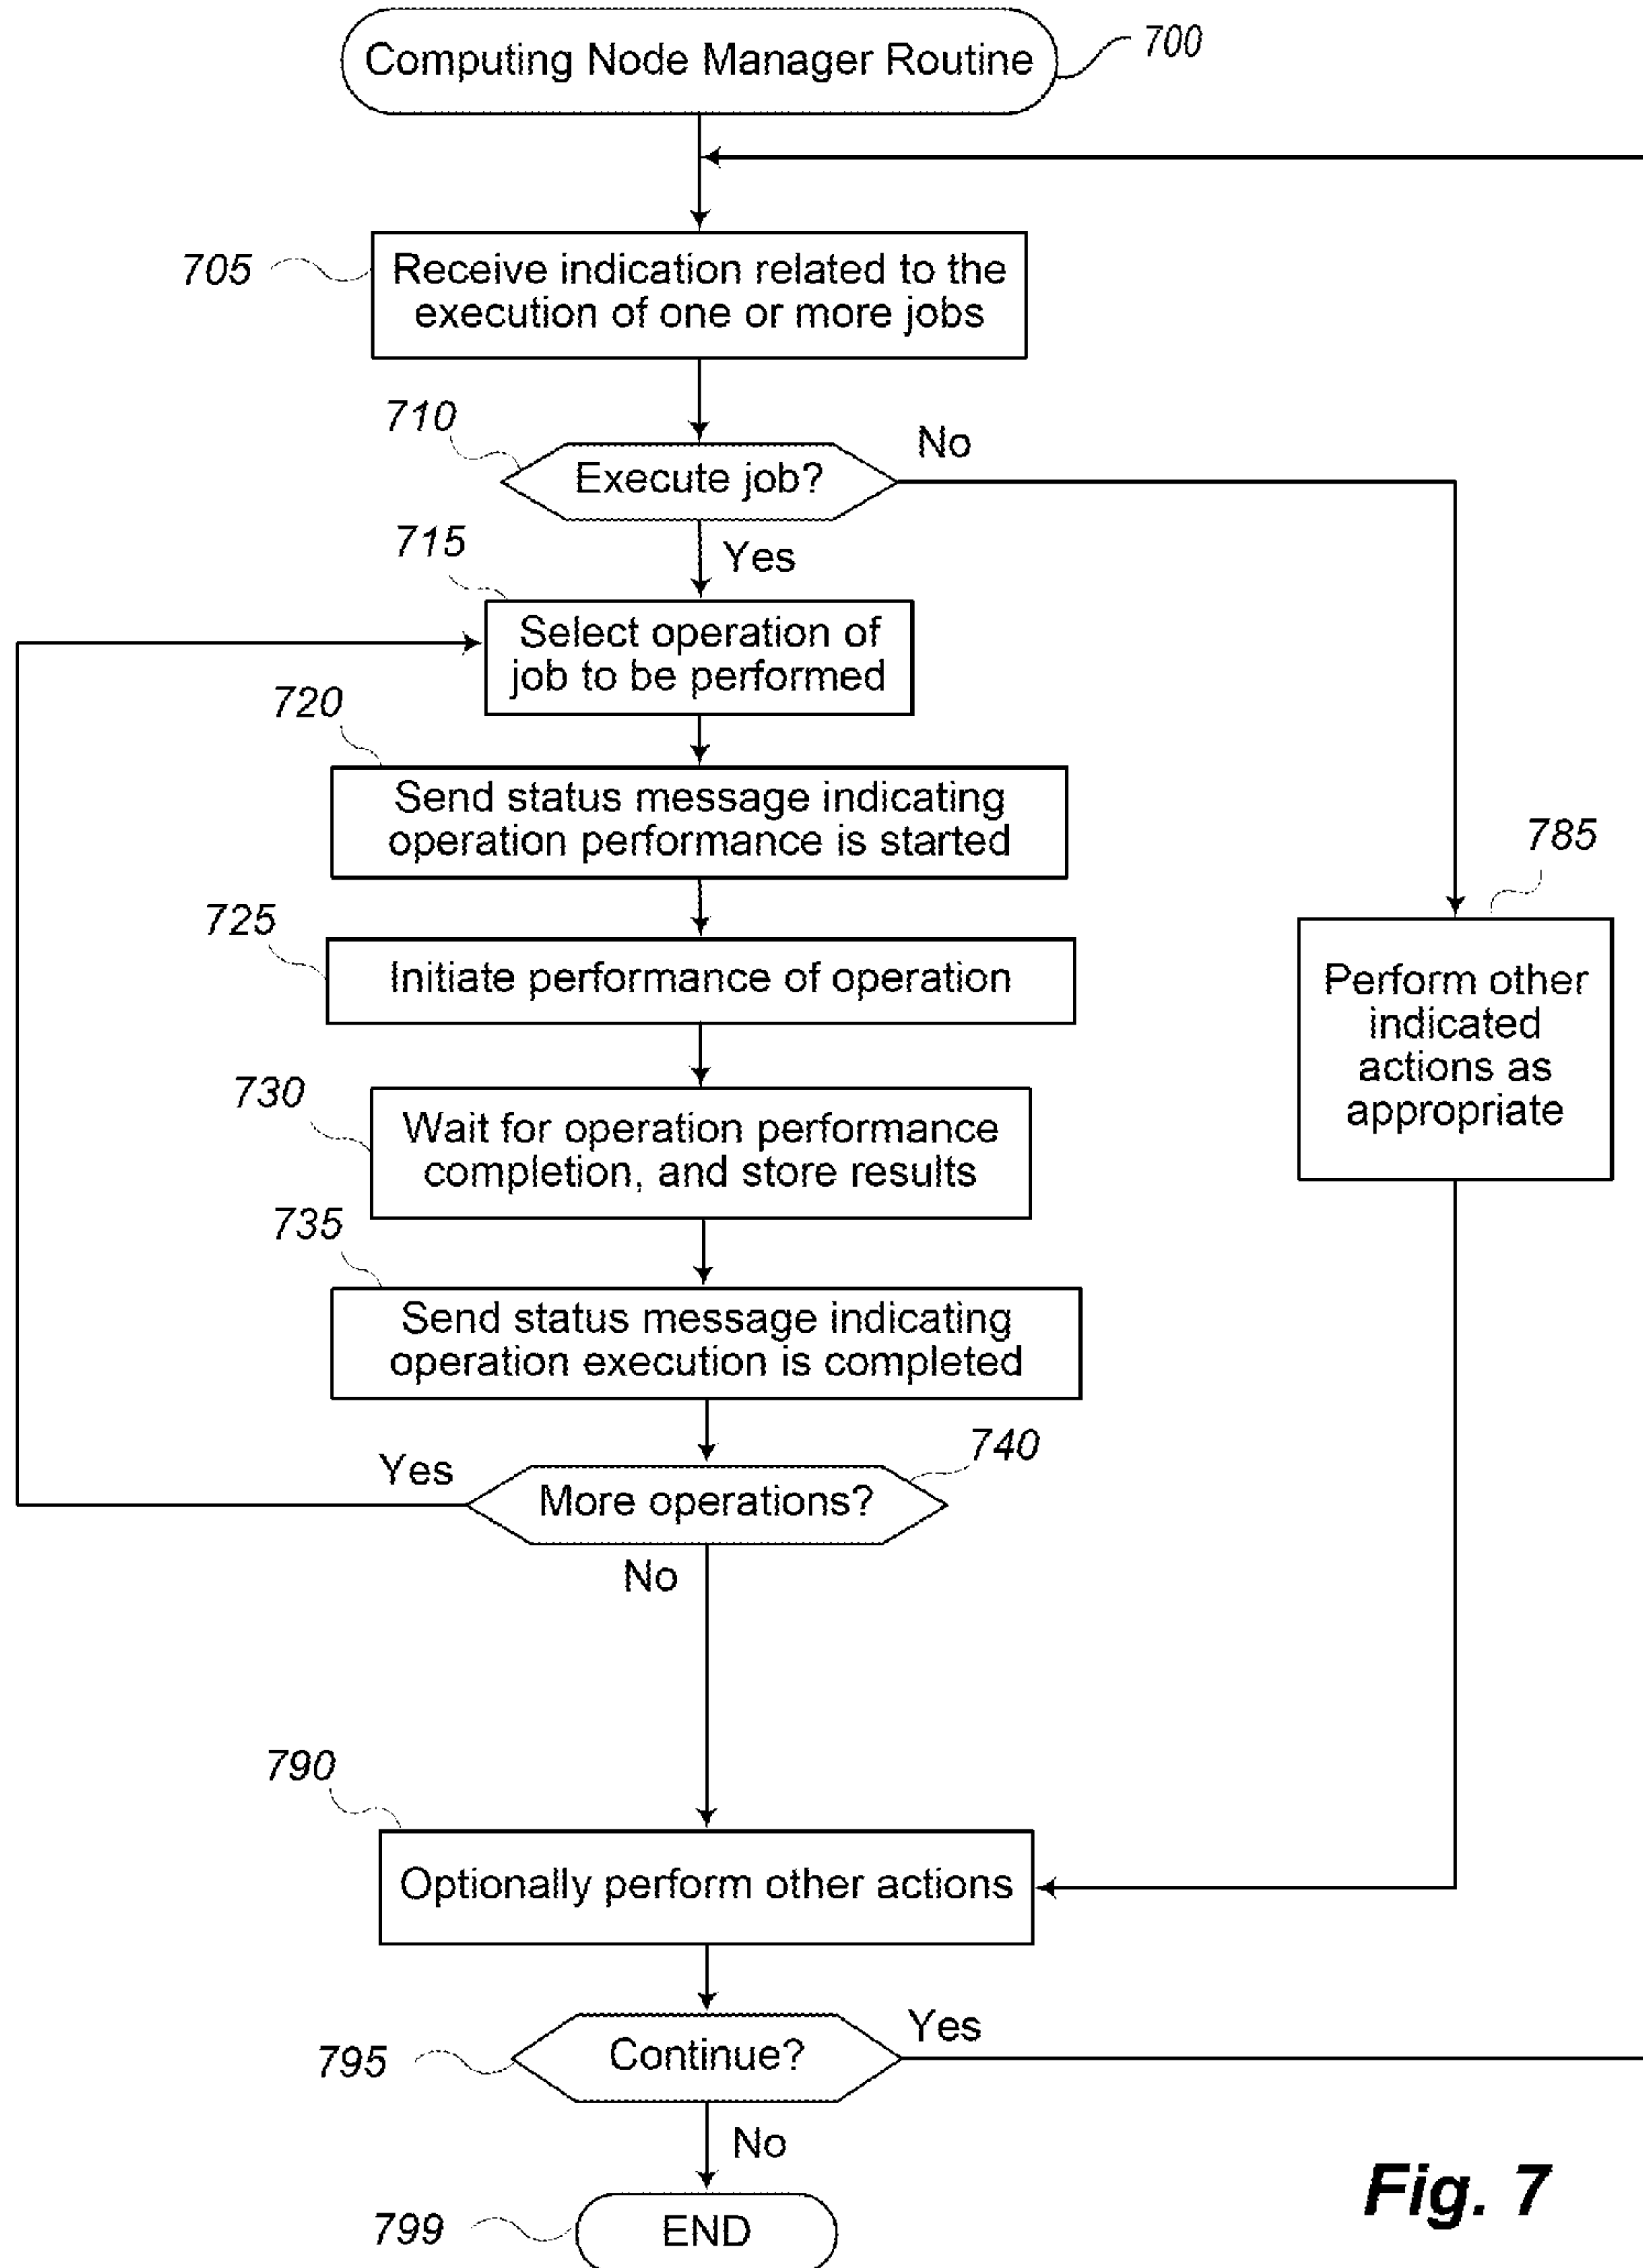 Computing Node Manager Routine
700
705
Receive indication related to the
execution of one or more jobs
710
Execute job?
No
Yes
715
Select operation of
job to be performed
720
Send status message indicating
operation performance is started
725
Initiate performance of operation
785
Perform other
indicated
actions as
appropriate
730
Wait for operation performance
completion, and store results
735
Send status message indicating
operation execution is completed
740
Yes
More operations?
No
790
Optionally perform other actions
795
Continue?
Yes
No
799
END
Fig. 7